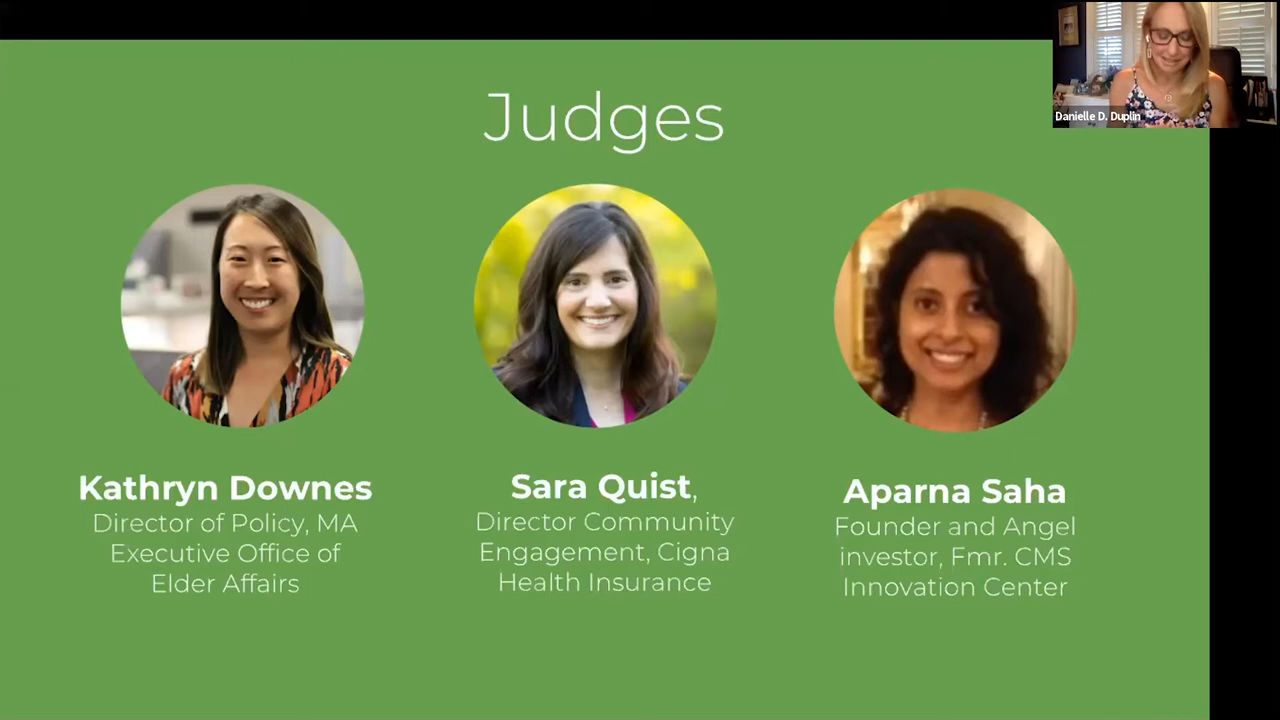 Judges
Danielle D. Duplin
Kathryn Downes
Director of Policy, MA
Executive Office of
Elder Affairs
Sara Quist,
Director Community
Engagement, Cigna
Health Insurance
Aparna Saha
Founder and Angel
investor, Fmr. CMS
Innovation Center